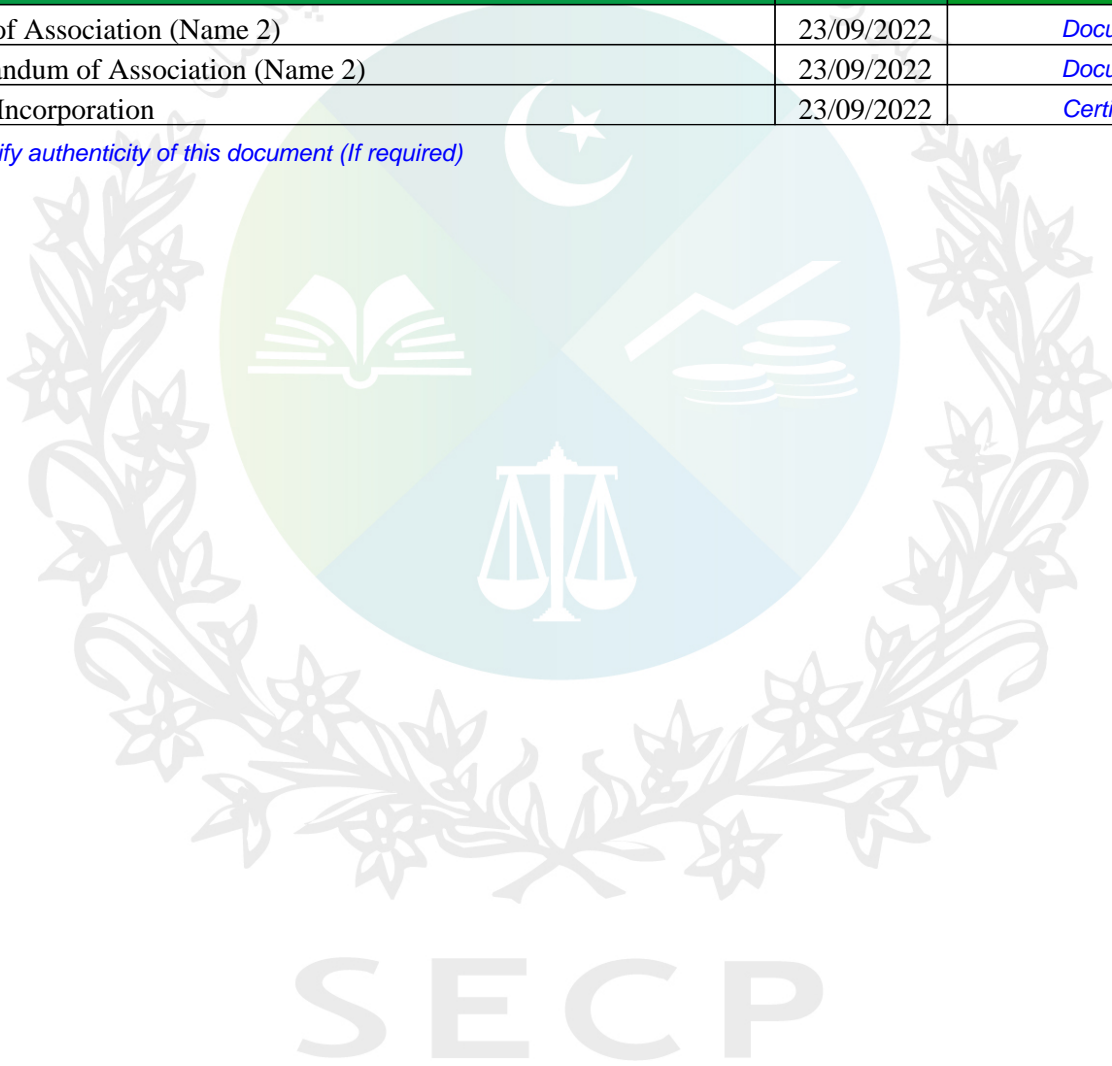 of Association (Name 2) 23/09/2022 Docu
andum of Association (Name 2) 23/09/2022 Docu
Incorporation 23/09/2022 Certi
ify authenticity of this document (If required)
SECP